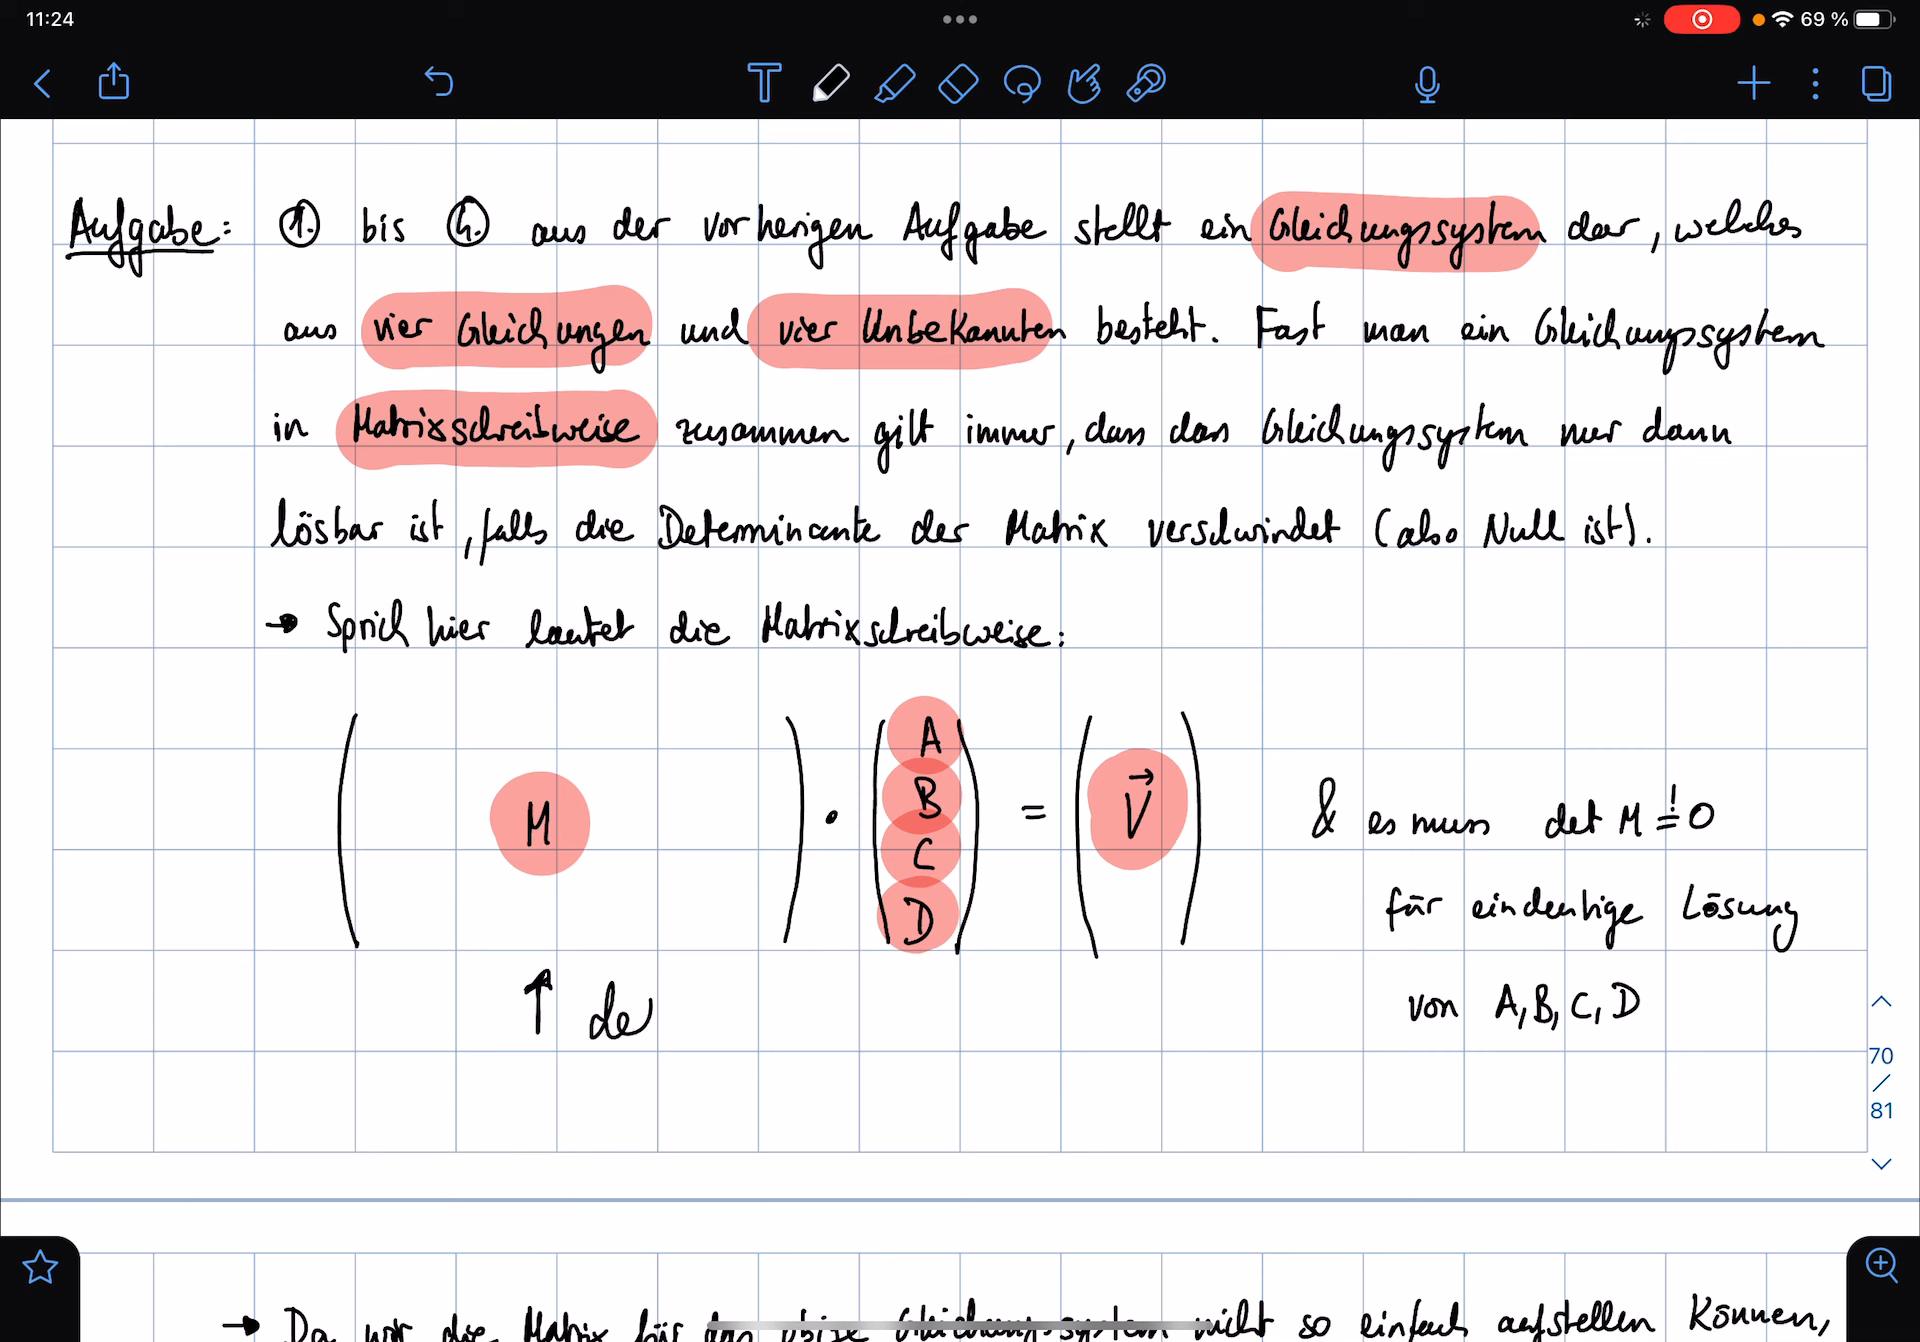 11:24
69 %
Aufgabe: 1. bis 4. aus der vorherigen Aufgabe stellt ein Gleichungssystem dar, welches
aus vier Gleichungen und vier Unbekannten besteht. Fast man ein Gleichungssystem
in Matrixschreibweise zusammen gilt immer, dass das Gleichungssystem nur dann
lösbar ist, falls die Determinante der Matrix verschwindet (also Null ist).
→ Sprich hier lautet die Matrixschreibweise:
( M ) · ( A B C D ) = ( V⃗ ) & es muss det M =! 0
für eindeutige Lösung
von A, B, C, D
↑ de
70
/
81
→ Da wir die Matrix für das obige Gleichungssystem nicht so einfach aufstellen können,